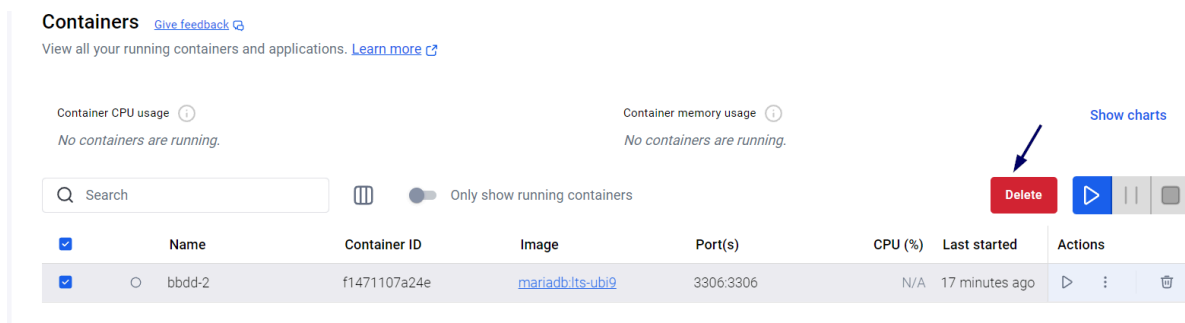 Containers Give feedback
View all your running containers and applications. Learn more
Container CPU usage
No containers are running.
Container memory usage
No containers are running.
Show charts
Search
Only show running containers
Delete
Name Container ID Image Port(s) CPU (%) Last started Actions
bbdd-2 f1471107a24e mariadb:lts-ubi9 3306:3306 N/A 17 minutes ago